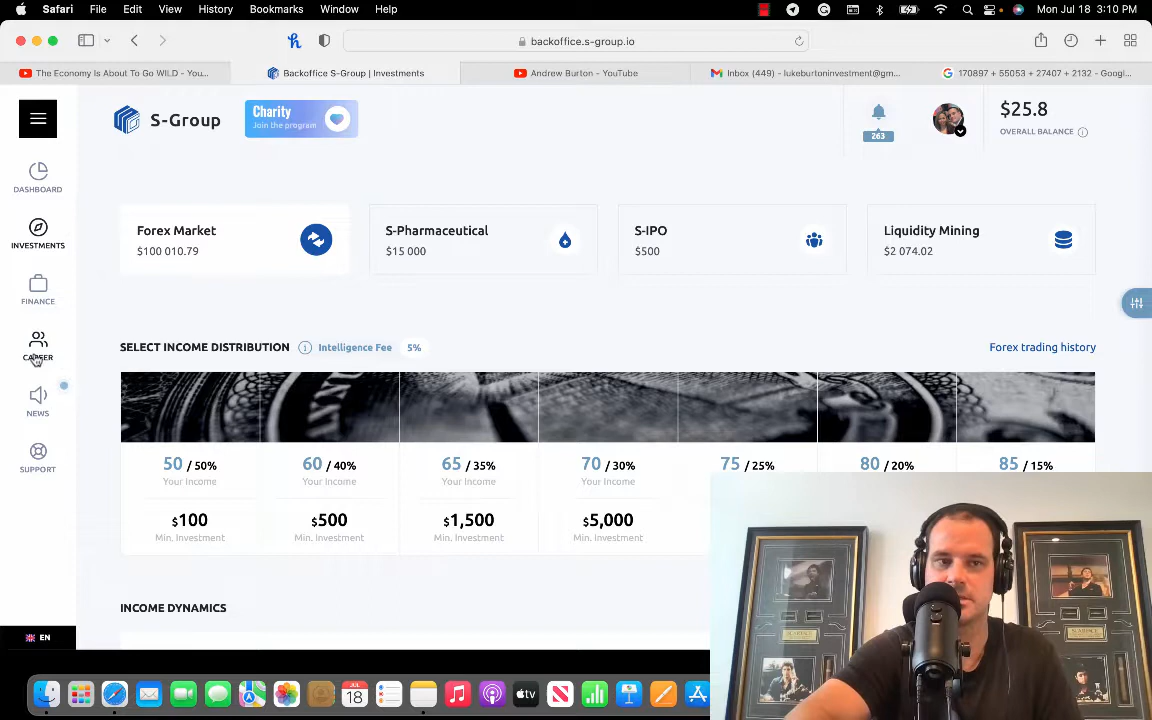 Safari File Edit View History Bookmarks Window Help Mon Jul 18 3:10 PM
backoffice.s-group.io
The Economy Is About To Go WILD - You...
Backoffice S-Group | Investments
Andrew Burton - YouTube
Inbox (449) - lukeburtoninvestment@gm...
170897 + 55053 + 27407 + 2132 - Googl...
S-Group
Charity
Join the program
263
$25.8
OVERALL BALANCE
DASHBOARD
INVESTMENTS
FINANCE
CAREER
NEWS
SUPPORT
EN
Forex Market
$100 010.79
S-Pharmaceutical
$15 000
S-IPO
$500
Liquidity Mining
$2 074.02
SELECT INCOME DISTRIBUTION Intelligence Fee 5%
Forex trading history
50 / 50% 60 / 40% 65 / 35% 70 / 30% 75 / 25% 80 / 20% 85 / 15%
Your Income Your Income Your Income Your Income
$100 $500 $1,500 $5,000
Min. Investment Min. Investment Min. Investment Min. Investment
INCOME DYNAMICS
JUL
18
tv
A
SCARFACE